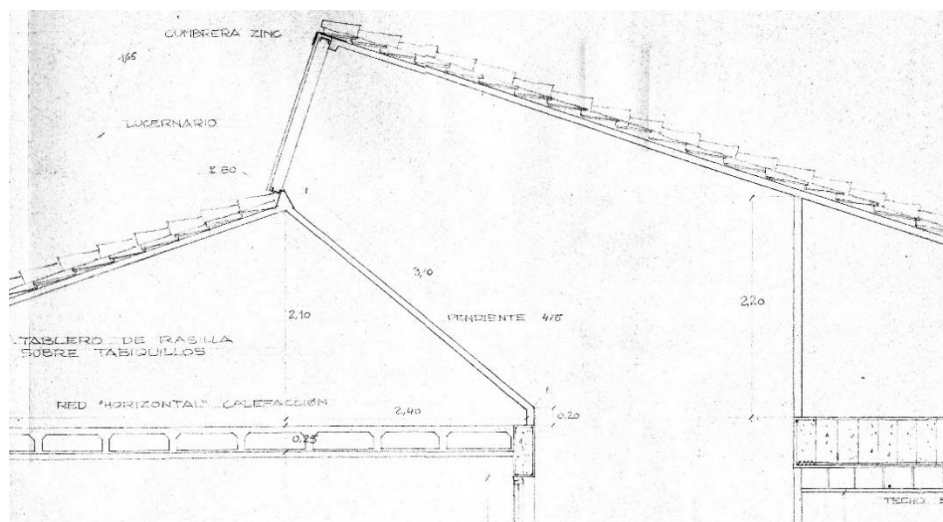 CUMBRERA ZINC
1,65
LUCERNARIO
2.80
3,10
2,20
2,10
PENDIENTE 4/5
TABLERO DE RASILLA
SOBRE TABIQUILLOS
RED "HORIZONTAL" CALEFACCIÓN
2,40
0,20
0,25
TECHO